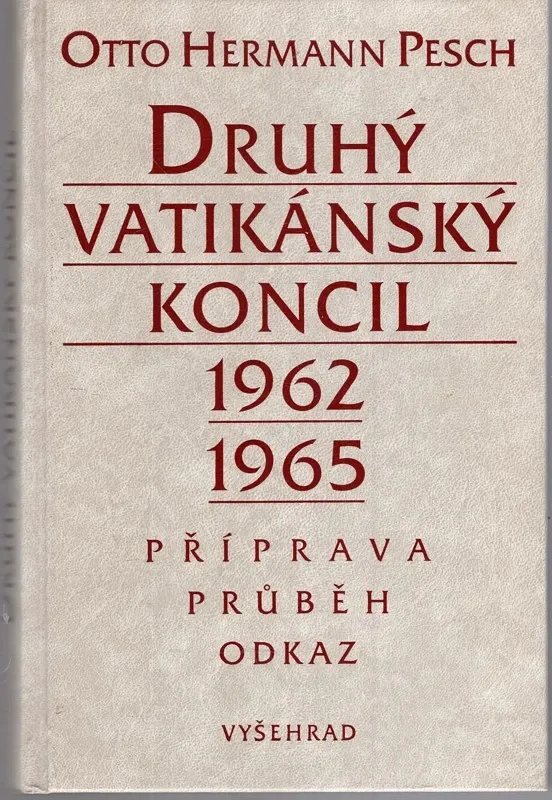 OTTO HERMANN PESCH
DRUHÝ
VATIKÁNSKÝ
KONCIL
1962
1965
PŘÍPRAVA
PRŮBĚH
ODKAZ
VYŠEHRAD